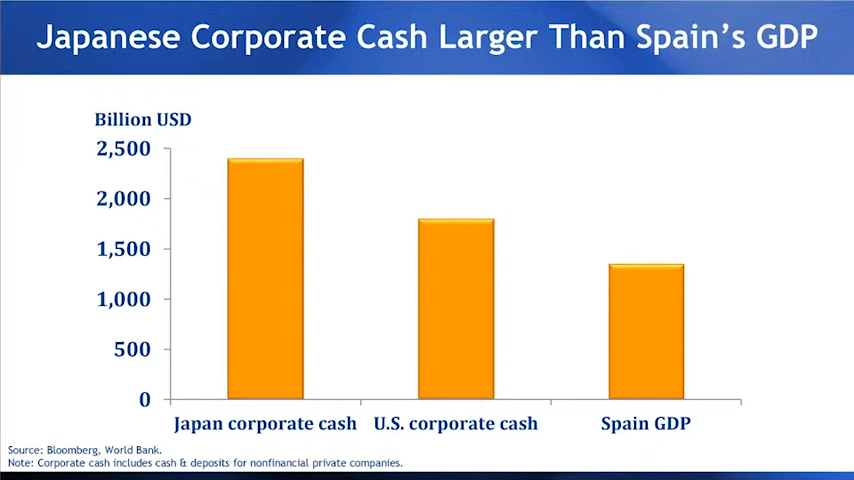 Japanese Corporate Cash Larger Than Spain’s GDP
Billion USD
2,500
2,000
1,500
1,000
500
0
Japan corporate cash
U.S. corporate cash
Spain GDP
Source: Bloomberg, World Bank.
Note: Corporate cash includes cash & deposits for nonfinancial private companies.